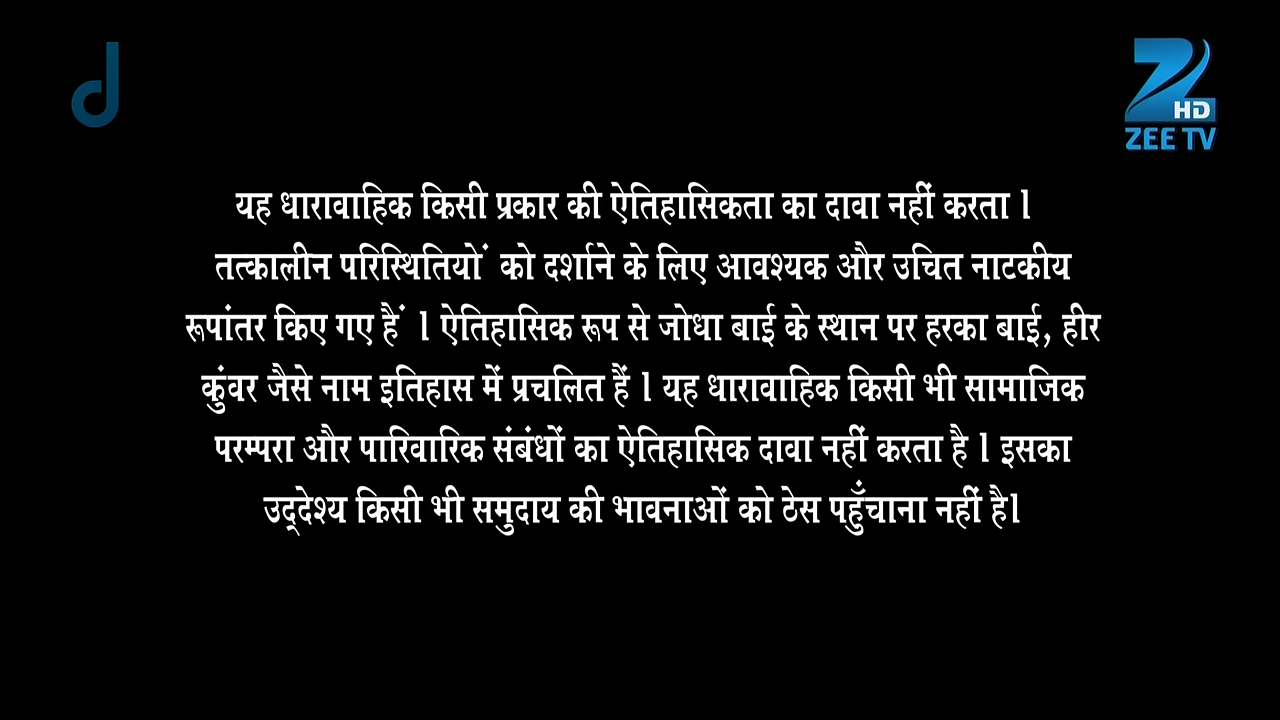 HD
ZEE TV
यह धारावाहिक किसी प्रकार की ऐतिहासिकता का दावा नहीं करता ।
तत्कालीन परिस्थितियों को दर्शाने के लिए आवश्यक और उचित नाटकीय
रूपांतर किए गए हैं । ऐतिहासिक रूप से जोधा बाई के स्थान पर हरका बाई, हीर
कुंवर जैसे नाम इतिहास में प्रचलित हैं । यह धारावाहिक किसी भी सामाजिक
परम्परा और पारिवारिक संबंधों का ऐतिहासिक दावा नहीं करता है । इसका
उद्‌देश्य किसी भी समुदाय की भावनाओं को ठेस पहुँचाना नहीं है।